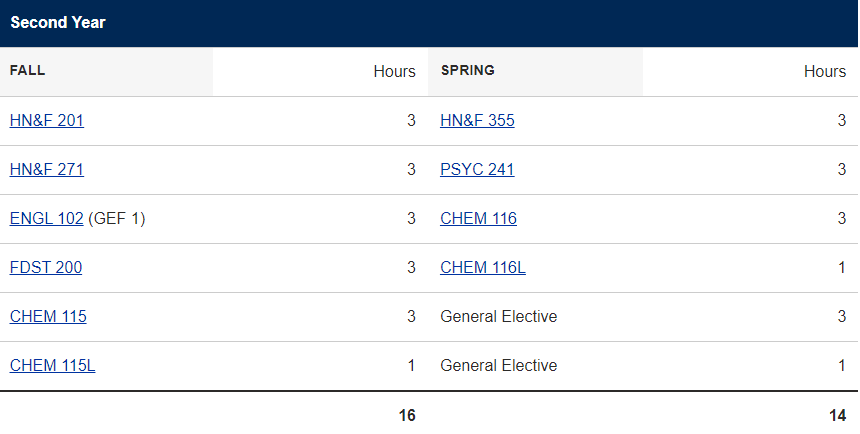 Second Year
FALL Hours SPRING Hours
HN&F 201 3 HN&F 355 3
HN&F 271 3 PSYC 241 3
ENGL 102 (GEF 1) 3 CHEM 116 3
FDST 200 3 CHEM 116L 1
CHEM 115 3 General Elective 3
CHEM 115L 1 General Elective 1
16 14